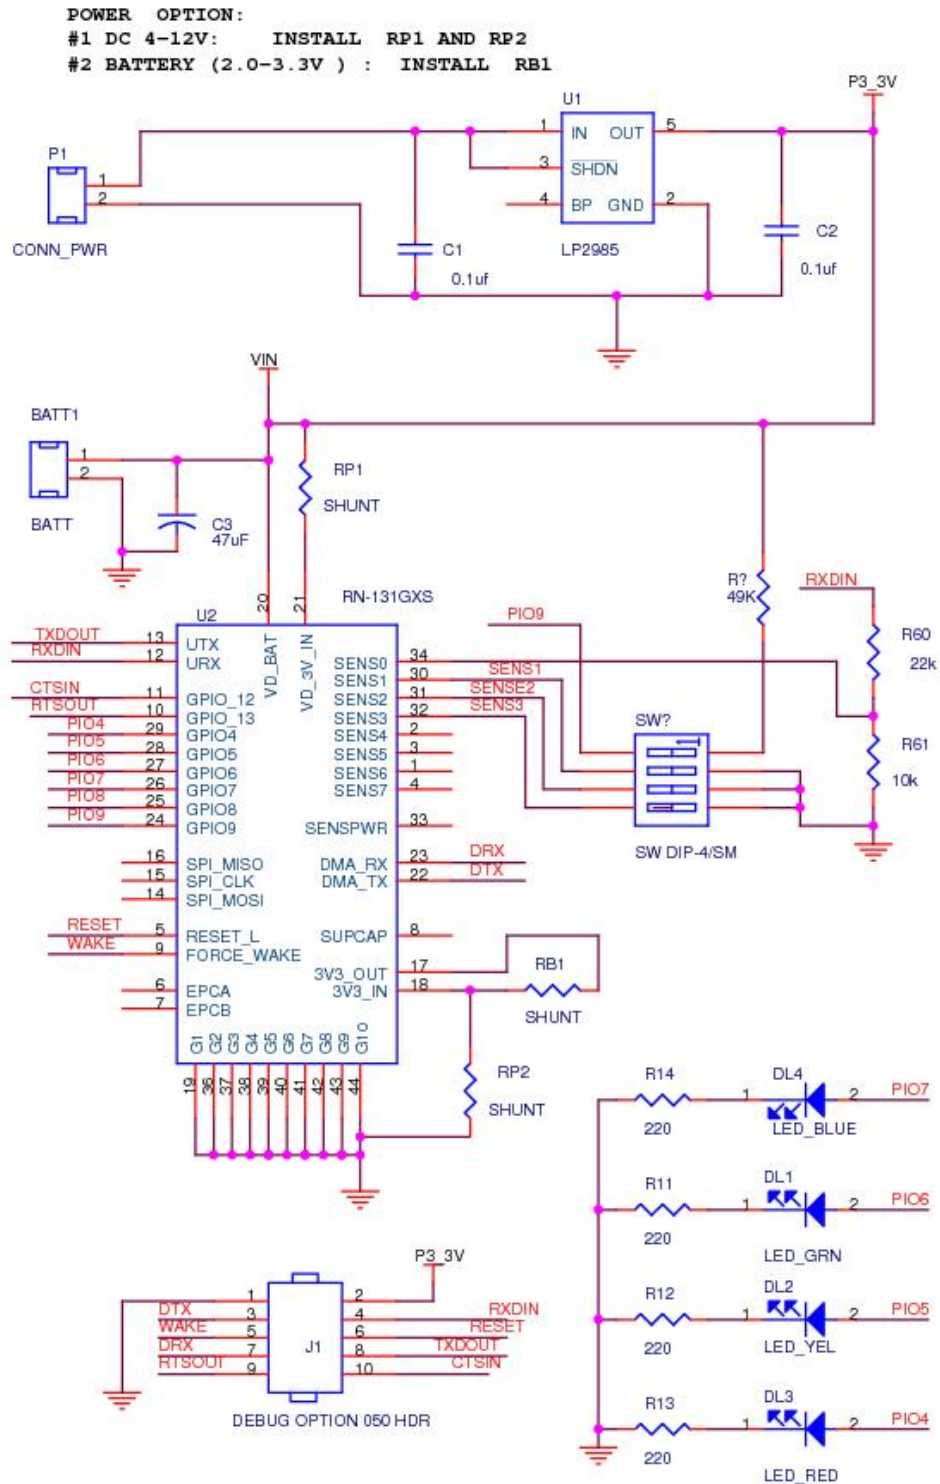 POWER OPTION:
#1 DC 4-12V: INSTALL RP1 AND RP2
#2 BATTERY (2.0-3.3V ) : INSTALL RB1
P3_3V
U1
1 IN OUT 5
P1
1
3 SHDN
2
4 BP GND 2
C2
CONN_PWR
C1
LP2985
0.1uf
0.1uf
VIN
BATT1
1
RP1
2
SHUNT
BATT
C3
47uF
R?
49K
RXDIN
20
21
RN-131GXS
U2
PIO9
R60
22k
TXDOUT 13 UTX
RXDIN 12 URX
VD_BAT
VD_3V_IN
SENS0 34
SENS1 30 SENS1
CTSIN 11 GPIO_12
SENS2 31 SENSE2
RTSOUT 10 GPIO_13
SENS3 32 SENS3
PIO4 29 GPIO4
SENS4 2
PIO5 28 GPIO5
SENS5 3
PIO6 27 GPIO6
SENS6 1
PIO7 26 GPIO7
SENS7 4
PIO8 25 GPIO8
PIO9 24 GPIO9
SENSPWR 33
SW?
R61
10k
SW DIP-4/SM
16 SPI_MISO
DMA_RX 23 DRX
15 SPI_CLK
DMA_TX 22 DTX
14 SPI_MOSI
RESET 5 RESET_L
SUPCAP 8
WAKE 9 FORCE_WAKE
3V3_OUT 17
RB1
6 EPCA
3V3_IN 18
7 EPCB
SHUNT
G1 G2 G3 G4 G5 G6 G7 G8 G9 G10
19 36 37 38 39 40 41 42 43 44
RP2
SHUNT
R14
DL4
1 2 PIO7
220
LED_BLUE
R11
DL1
1 2 PIO6
220
LED_GRN
R12
DL2
1 2 PIO5
220
LED_YEL
R13
DL3
1 2 PIO4
220
LED_RED
P3_3V
1 2
DTX 3 4 RXDIN
WAKE 5 6 RESET
DRX 7 8 TXDOUT
RTSOUT 9 10 CTSIN
J1
DEBUG OPTION 050 HDR